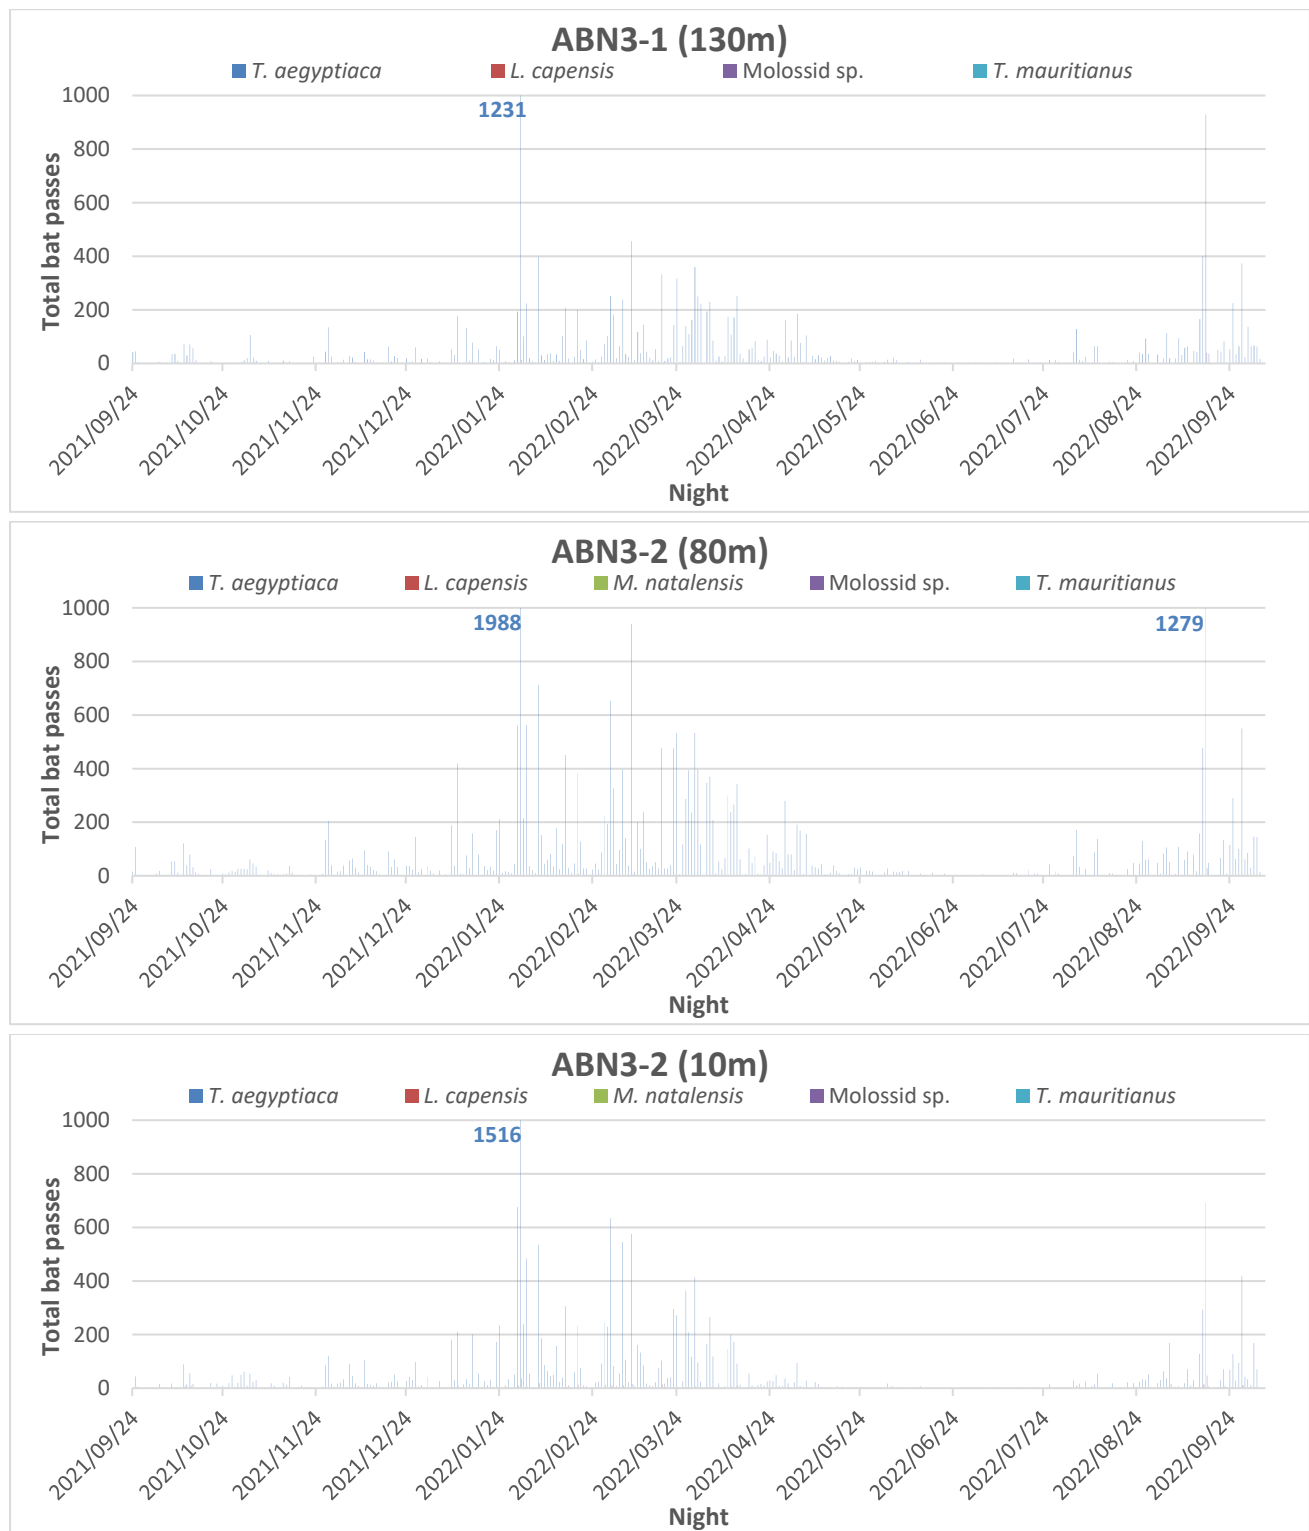 ABN3-1 (130m)
T. aegyptiaca L. capensis Molossid sp. T. mauritianus
Total bat passes
1000
800
600
400
200
0
1231
2021/09/24 2021/10/24 2021/11/24 2021/12/24 2022/01/24 2022/02/24 2022/03/24 2022/04/24 2022/05/24 2022/06/24 2022/07/24 2022/08/24 2022/09/24
Night
ABN3-2 (80m)
T. aegyptiaca L. capensis M. natalensis Molossid sp. T. mauritianus
Total bat passes
1000
800
600
400
200
0
1988 1279
2021/09/24 2021/10/24 2021/11/24 2021/12/24 2022/01/24 2022/02/24 2022/03/24 2022/04/24 2022/05/24 2022/06/24 2022/07/24 2022/08/24 2022/09/24
Night
ABN3-2 (10m)
T. aegyptiaca L. capensis M. natalensis Molossid sp. T. mauritianus
Total bat passes
1000
800
600
400
200
0
1516
2021/09/24 2021/10/24 2021/11/24 2021/12/24 2022/01/24 2022/02/24 2022/03/24 2022/04/24 2022/05/24 2022/06/24 2022/07/24 2022/08/24 2022/09/24
Night